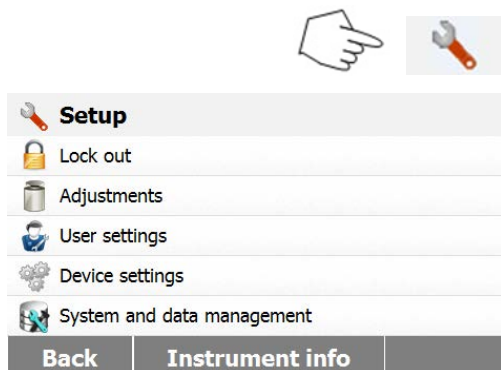 Setup
Lock out
Adjustments
User settings
Device settings
System and data management
Back Instrument info